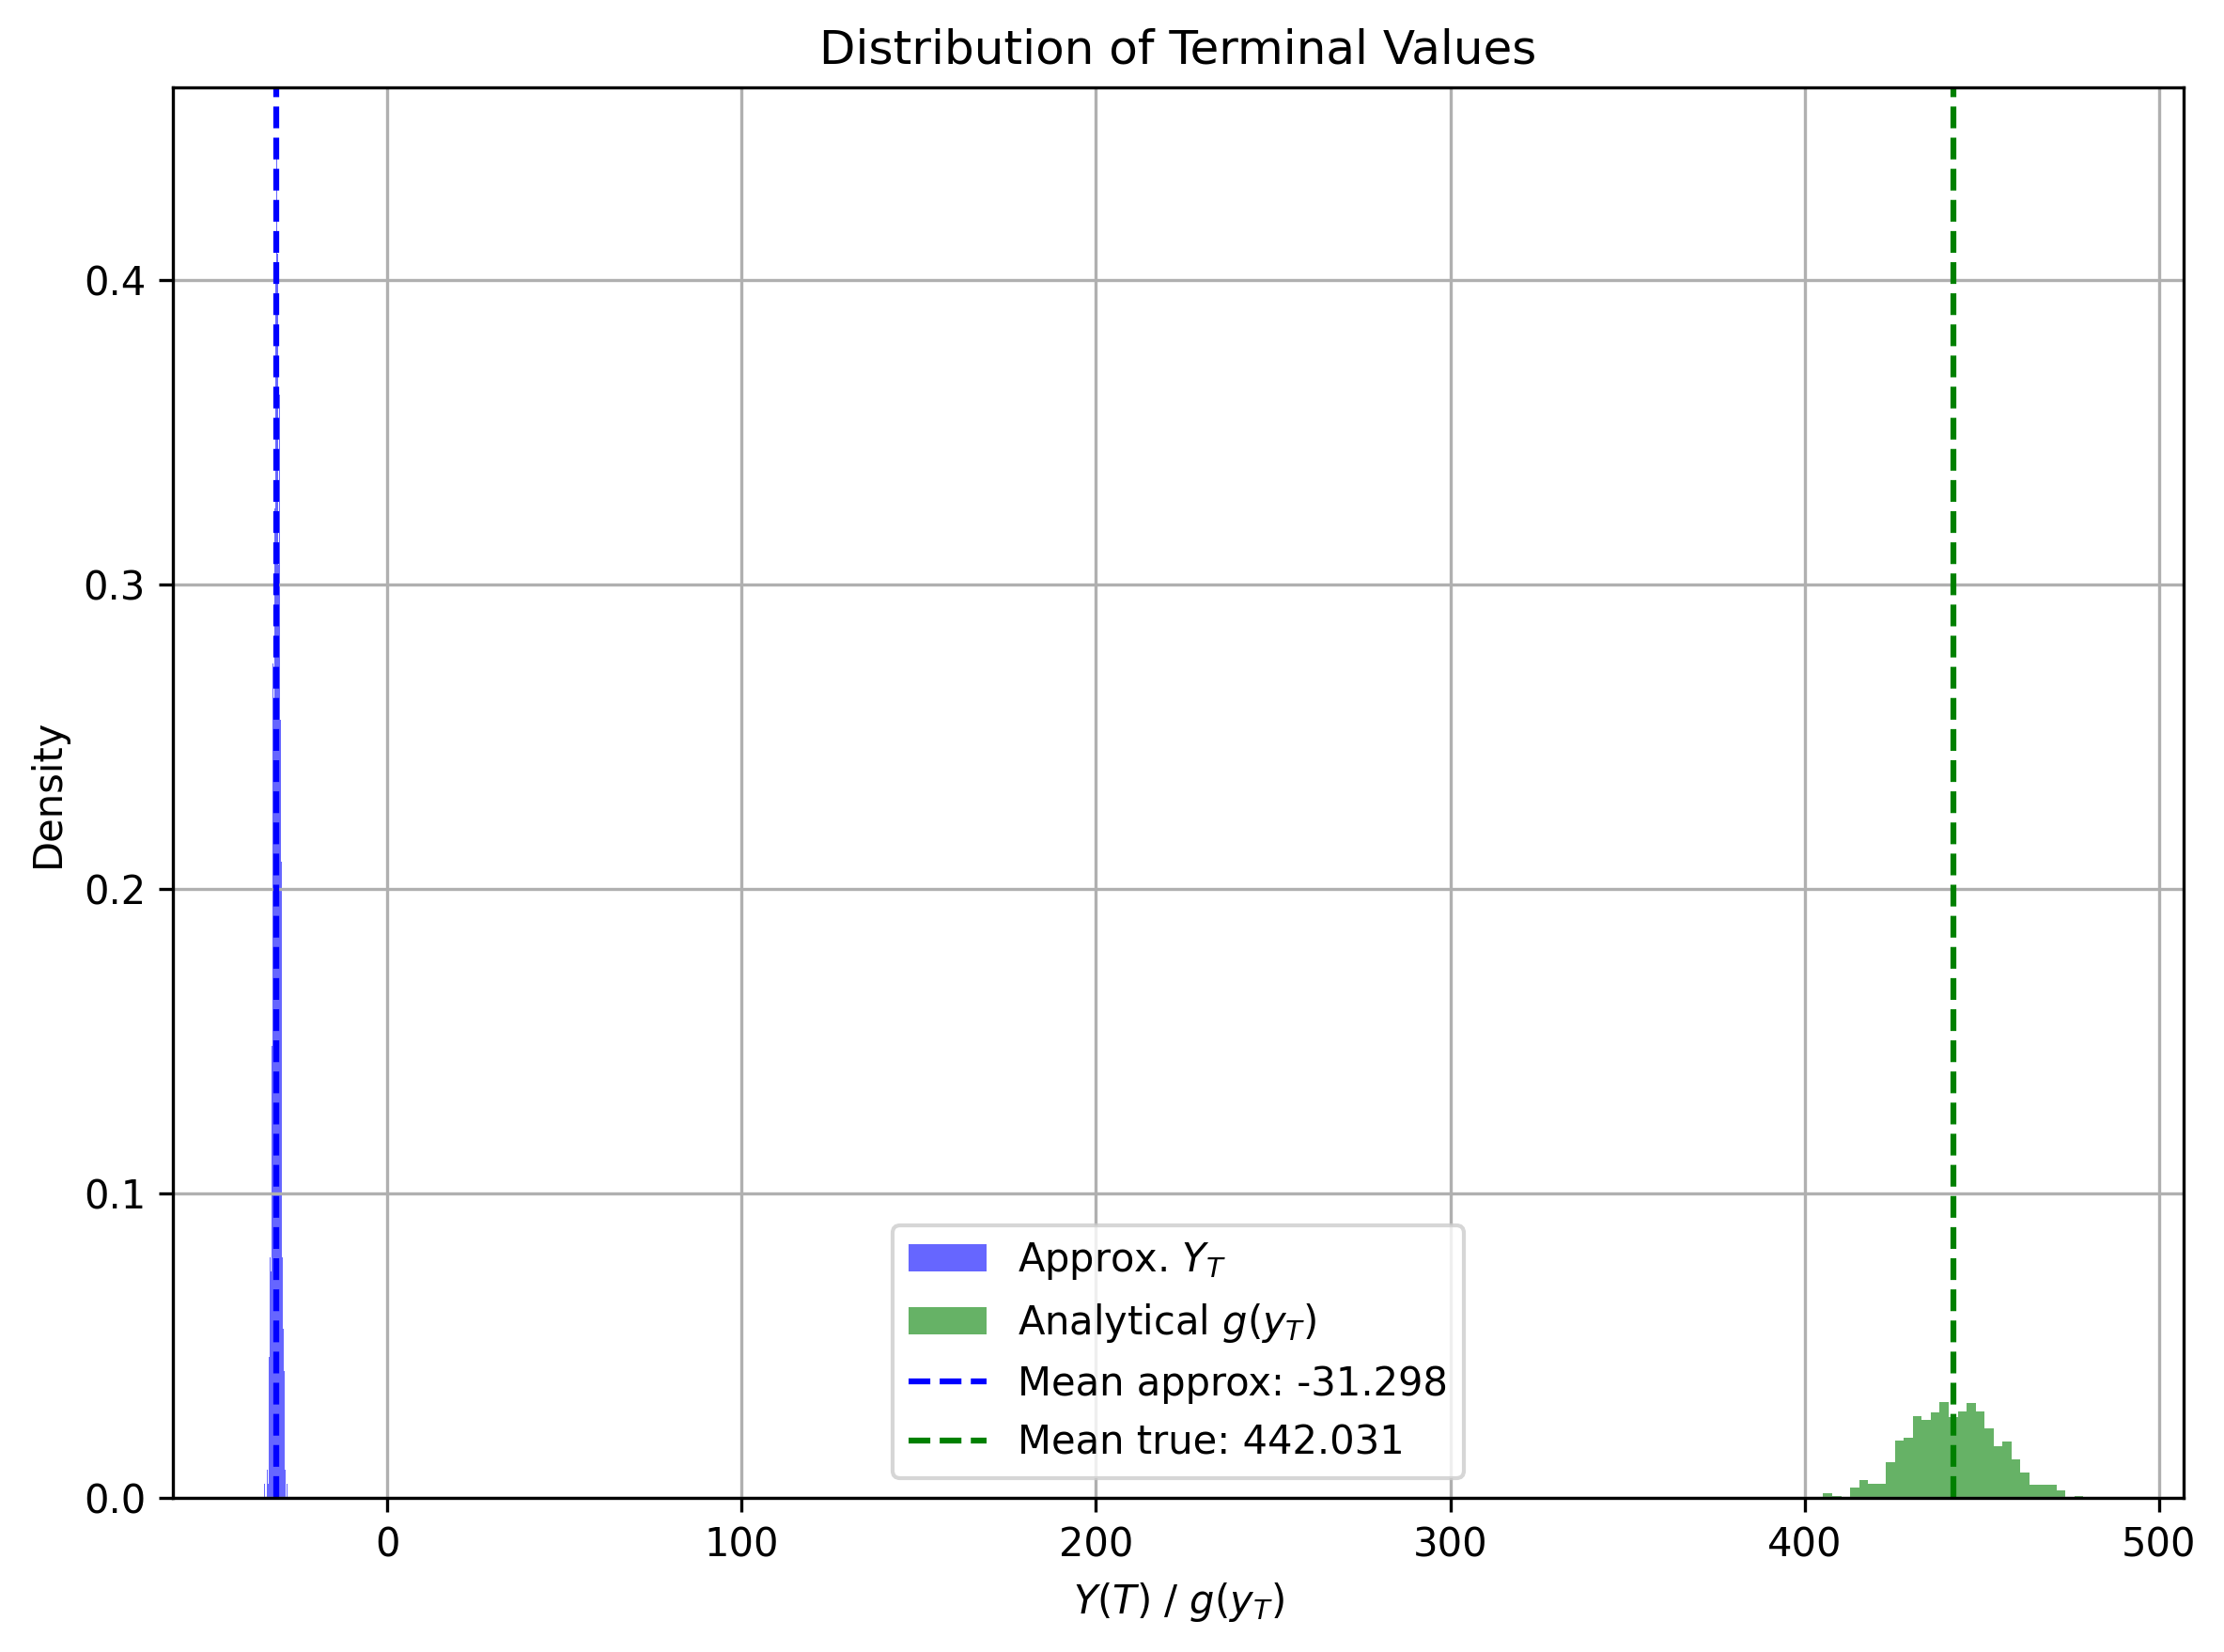 Distribution of Terminal Values
Density
0.4
0.3
0.2
0.1
0.0
Approx. $Y_T$
Analytical $g(y_T)$
Mean approx: -31.298
Mean true: 442.031
0 100 200 300 400 500
$Y(T)$ / $g(y_T)$